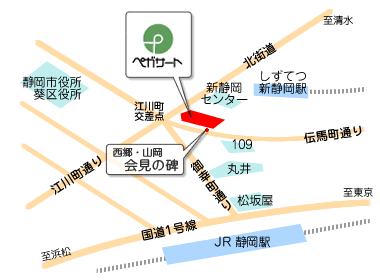 至清水
北街道
ペガサート
静岡市役所
葵区役所
江川町
交差点
新静岡
センター
しずてつ
新静岡駅
伝馬町通り
西郷・山岡
会見の碑
109
丸井
江川町通り
御幸町通り
松坂屋
至東京
国道1号線
JR 静岡駅
至浜松